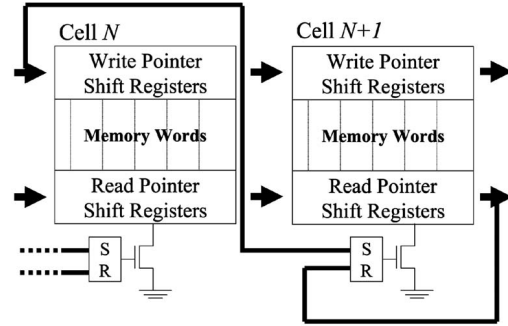 Cell N
Cell N+1
Write Pointer
Shift Registers
Write Pointer
Shift Registers
Memory Words
Memory Words
Read Pointer
Shift Registers
Read Pointer
Shift Registers
S
R
S
R